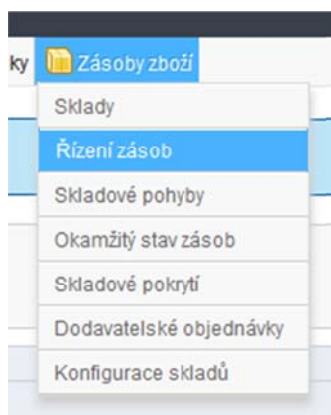 ky Zásoby zboží
Sklady
Řízení zásob
Skladové pohyby
Okamžitý stav zásob
Skladové pokrytí
Dodavatelské objednávky
Konfigurace skladů